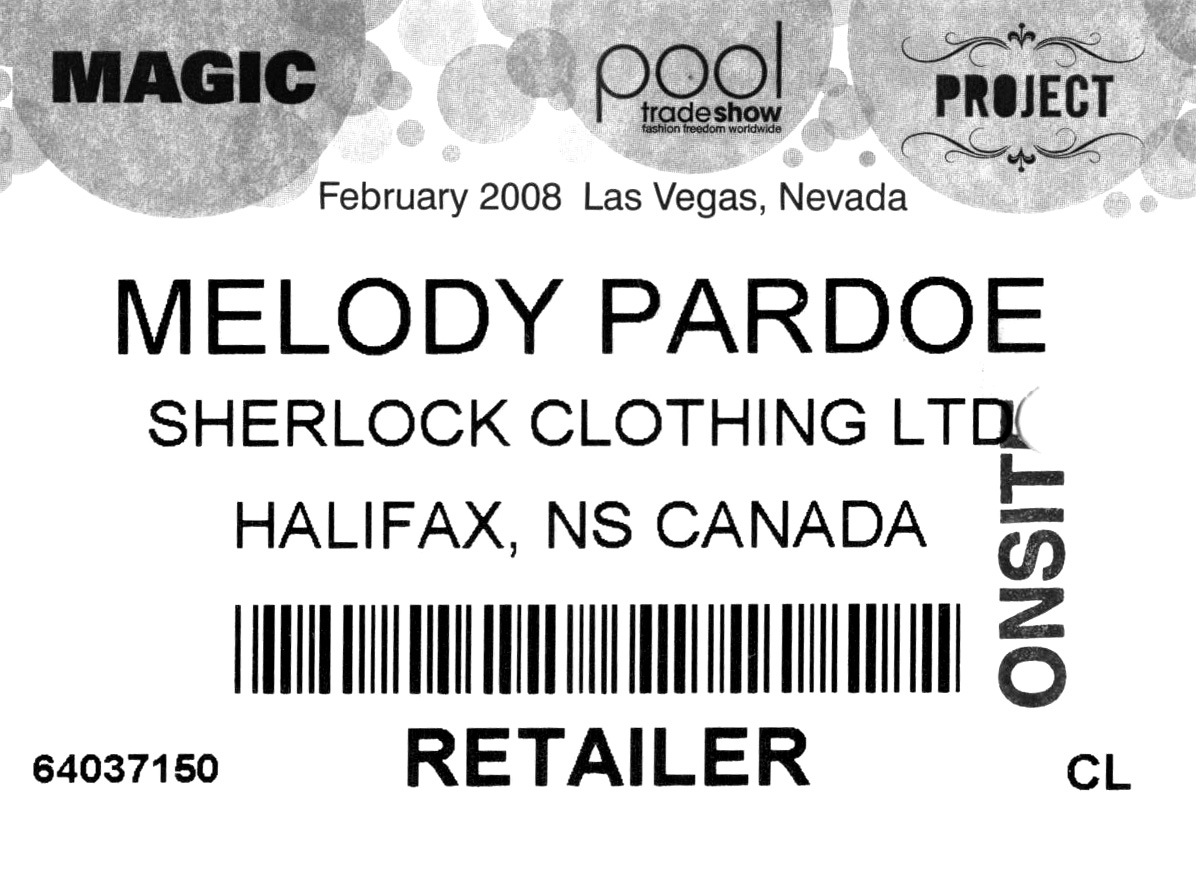 MAGIC
pool
tradeshow
fashion freedom worldwide
PROJECT
February 2008 Las Vegas, Nevada
MELODY PARDOE
SHERLOCK CLOTHING LTD
HALIFAX, NS CANADA
ONSIT
RETAILER
64037150
CL